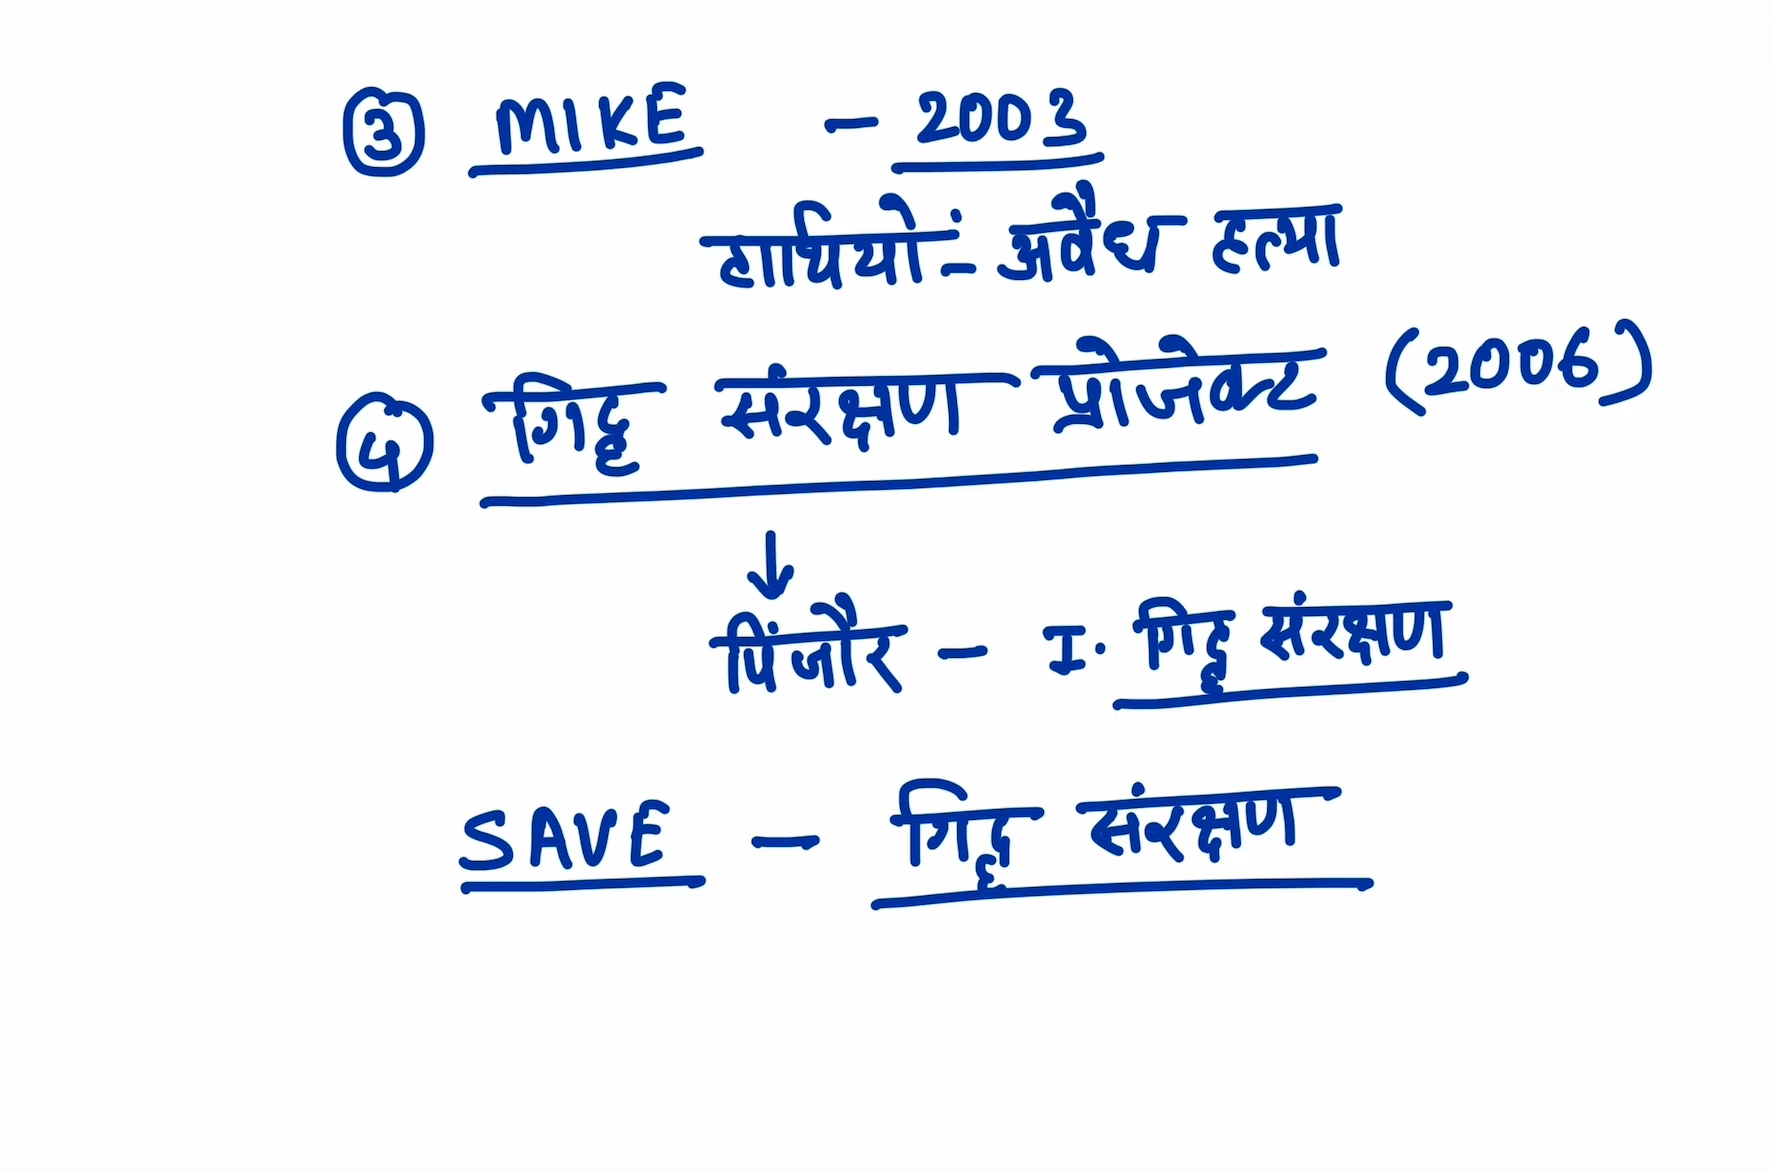 ③ MIKE - 2003
हाथियों - अवैध हत्या
④ गिद्ध संरक्षण प्रोजेक्ट (2006)
↓
पिंजौर - I. गिद्ध संरक्षण
SAVE - गिद्ध संरक्षण